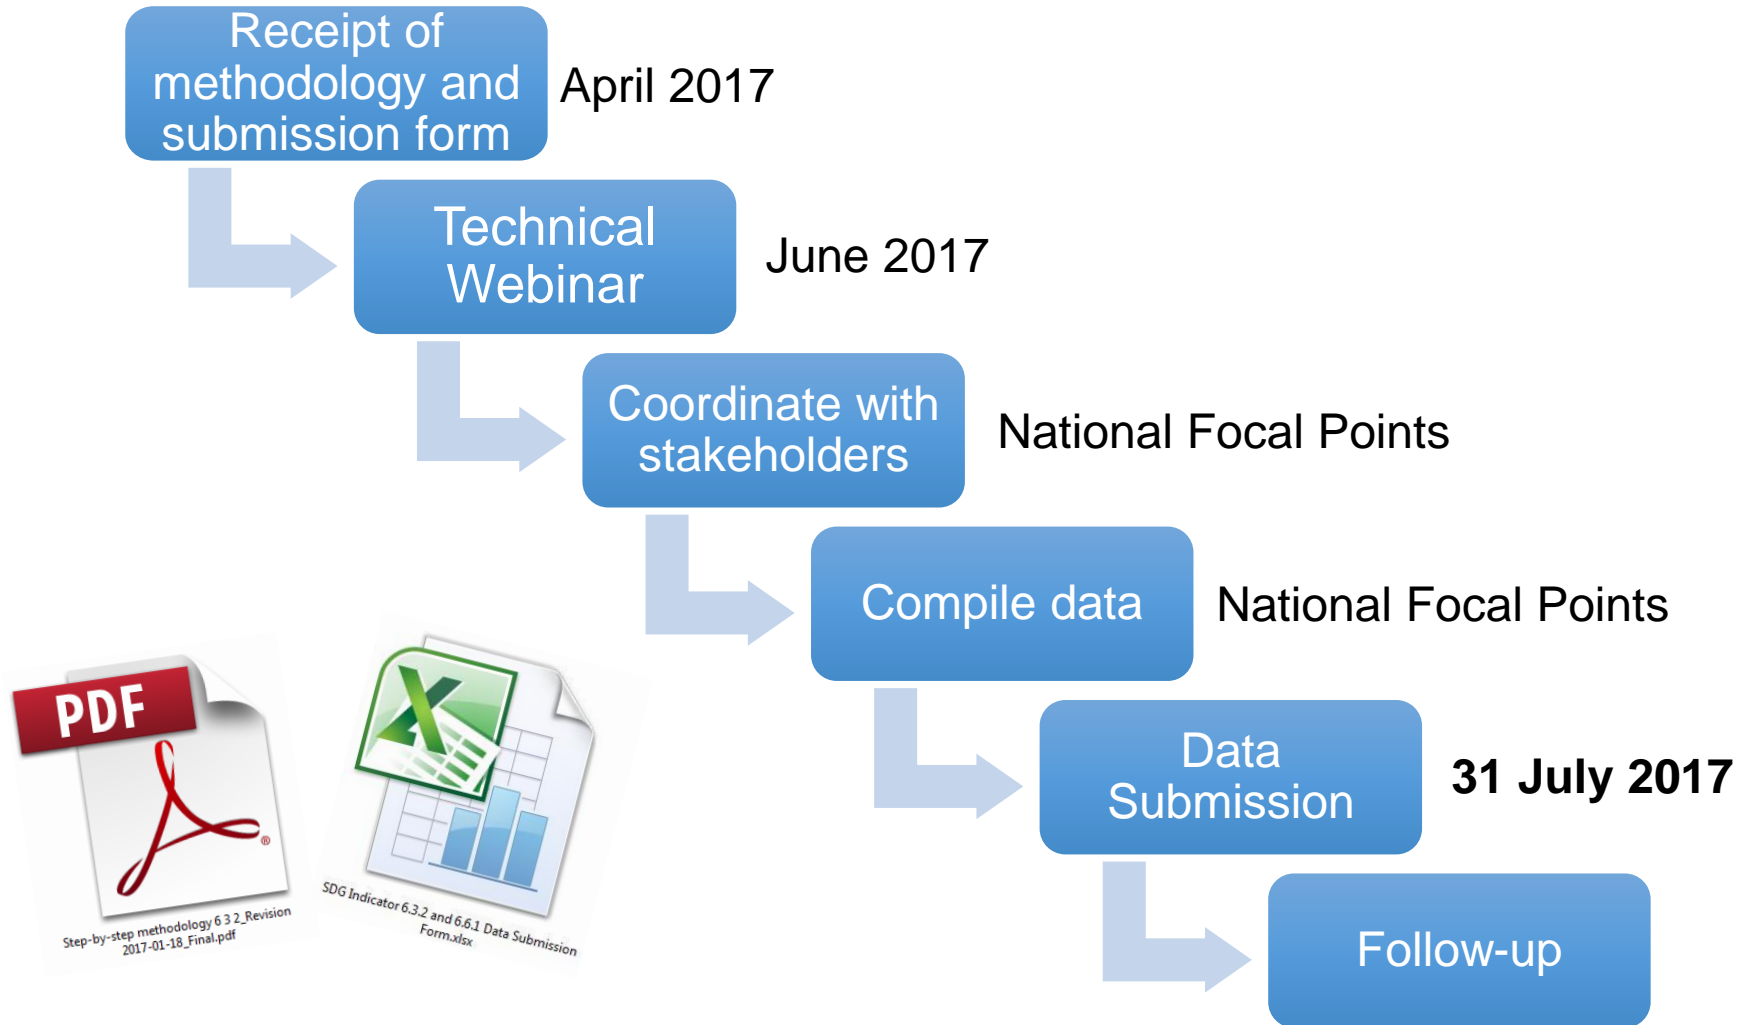 Receipt of
methodology and
submission form
April 2017
Technical
Webinar
June 2017
Coordinate with
stakeholders
National Focal Points
Compile data
National Focal Points
Data
Submission
31 July 2017
Follow-up
PDF
®
Step-by-step methodology 6 3 2_Revision
2017-01-18_Final.pdf
X
SDG Indicator 6.3.2 and 6.6.1 Data Submission
Form.xlsx